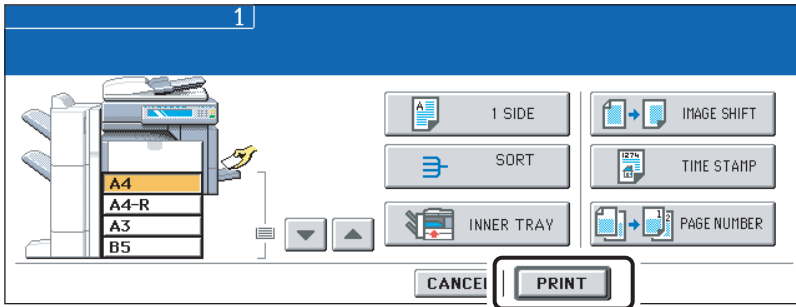 1
1 SIDE
IMAGE SHIFT
SORT
TIME STAMP
INNER TRAY
PAGE NUMBER
A4
A4-R
A3
B5
CANCEL
PRINT